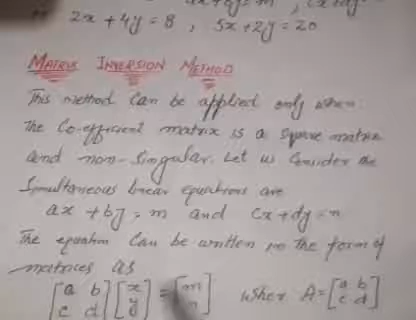 2x + 4y = 8 , 5x + 2y = 20
MATRIX INVERSION METHOD
This method can be applied only when
the Co-efficient matrix is a square matrix
and non-singular. Let us Consider the
Simultaneous linear equations are
ax + by = m and Cx + dy = n
The equation Can be written in the form of
matrices as
[a b] [x] = [m] where A = [a b]
[c d] [y] [n] [c d]